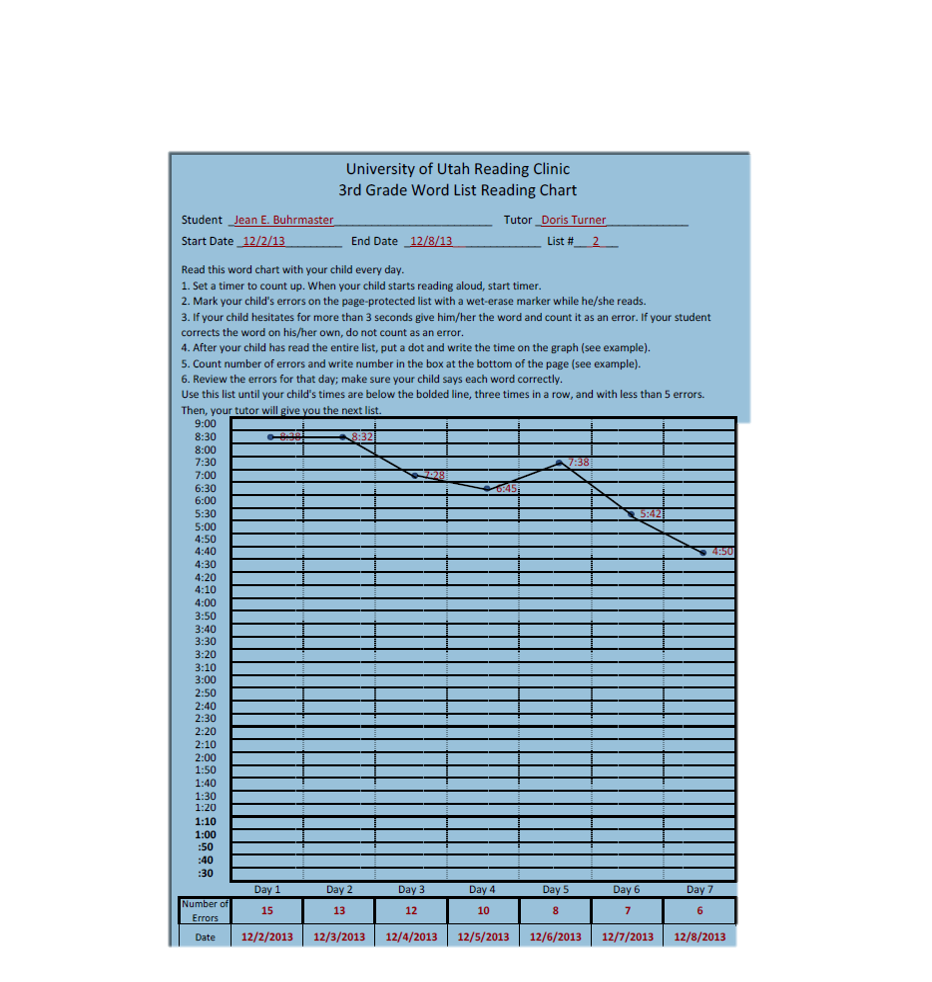 University of Utah Reading Clinic
3rd Grade Word List Reading Chart
Student Jean E. Buhrmaster Tutor Doris Turner
Start Date 12/2/13 End Date 12/8/13 List # 2
Read this word chart with your child every day.
1. Set a timer to count up. When your child starts reading aloud, start timer.
2. Mark your child's errors on the page-protected list with a wet-erase marker while he/she reads.
3. If your child hesitates for more than 3 seconds give him/her the word and count it as an error. If your student
corrects the word on his/her own, do not count as an error.
4. After your child has read the entire list, put a dot and write the time on the graph (see example).
5. Count number of errors and write number in the box at the bottom of the page (see example).
6. Review the errors for that day; make sure your child says each word correctly.
Use this list until your child's times are below the bolded line, three times in a row, and with less than 5 errors.
Then, your tutor will give you the next list.
9:00
8:30 8:38 8:32
8:00
7:30 7:38
7:00 7:28
6:30 6:45
6:00
5:30 5:42
5:00
4:50
4:40 4:50
4:30
4:20
4:10
4:00
3:50
3:40
3:30
3:20
3:10
3:00
2:50
2:40
2:30
2:20
2:10
2:00
1:50
1:40
1:30
1:20
1:10
1:00
:50
:40
:30
Day 1 Day 2 Day 3 Day 4 Day 5 Day 6 Day 7
Number of
Errors 15 13 12 10 8 7 6
Date 12/2/2013 12/3/2013 12/4/2013 12/5/2013 12/6/2013 12/7/2013 12/8/2013